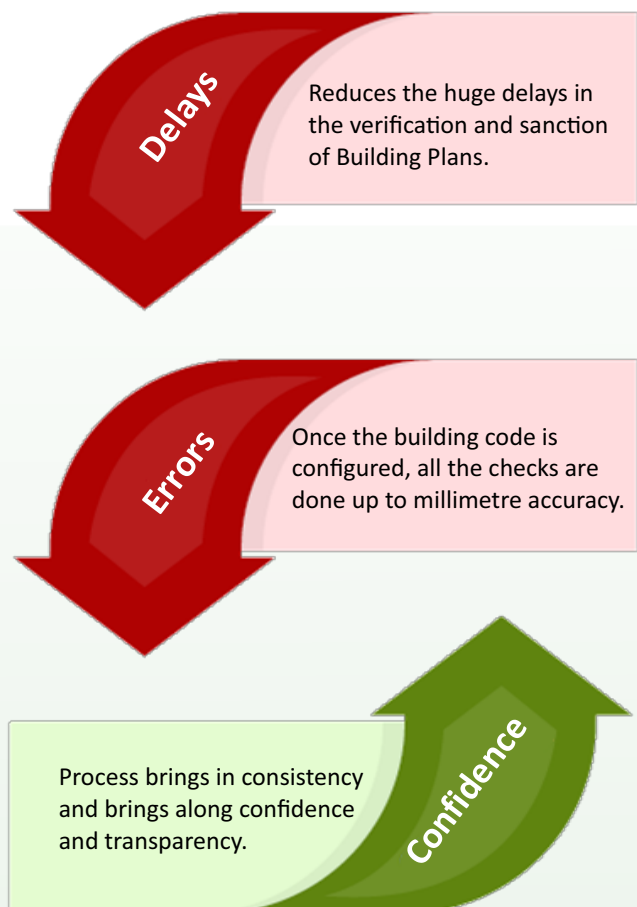 Delays
Reduces the huge delays in
the verification and sanction
of Building Plans.
Errors
Once the building code is
configured, all the checks are
done up to millimetre accuracy.
Process brings in consistency
and brings along confidence
and transparency.
Confidence